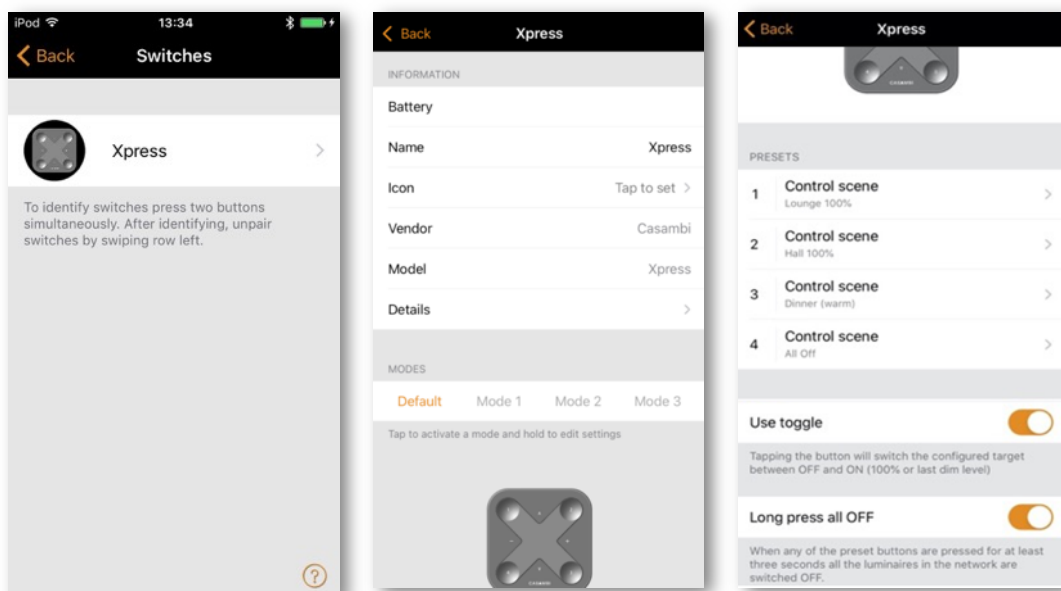 iPod 13:34
Back Switches
Xpress
To identify switches press two buttons
simultaneously. After identifying, unpair
switches by swiping row left.
?
Back Xpress
INFORMATION
Battery
Name Xpress
Icon Tap to set
Vendor Casambi
Model Xpress
Details
MODES
Default Mode 1 Mode 2 Mode 3
Tap to activate a mode and hold to edit settings
CASAMBI
Back Xpress
CASAMBI
PRESETS
1 Control scene
Lounge 100%
2 Control scene
Hall 100%
3 Control scene
Dinner (warm)
4 Control scene
All Off
Use toggle
Tapping the button will switch the configured target
between OFF and ON (100% or last dim level)
Long press all OFF
When any of the preset buttons are pressed for at least
three seconds all the luminaires in the network are
switched OFF.